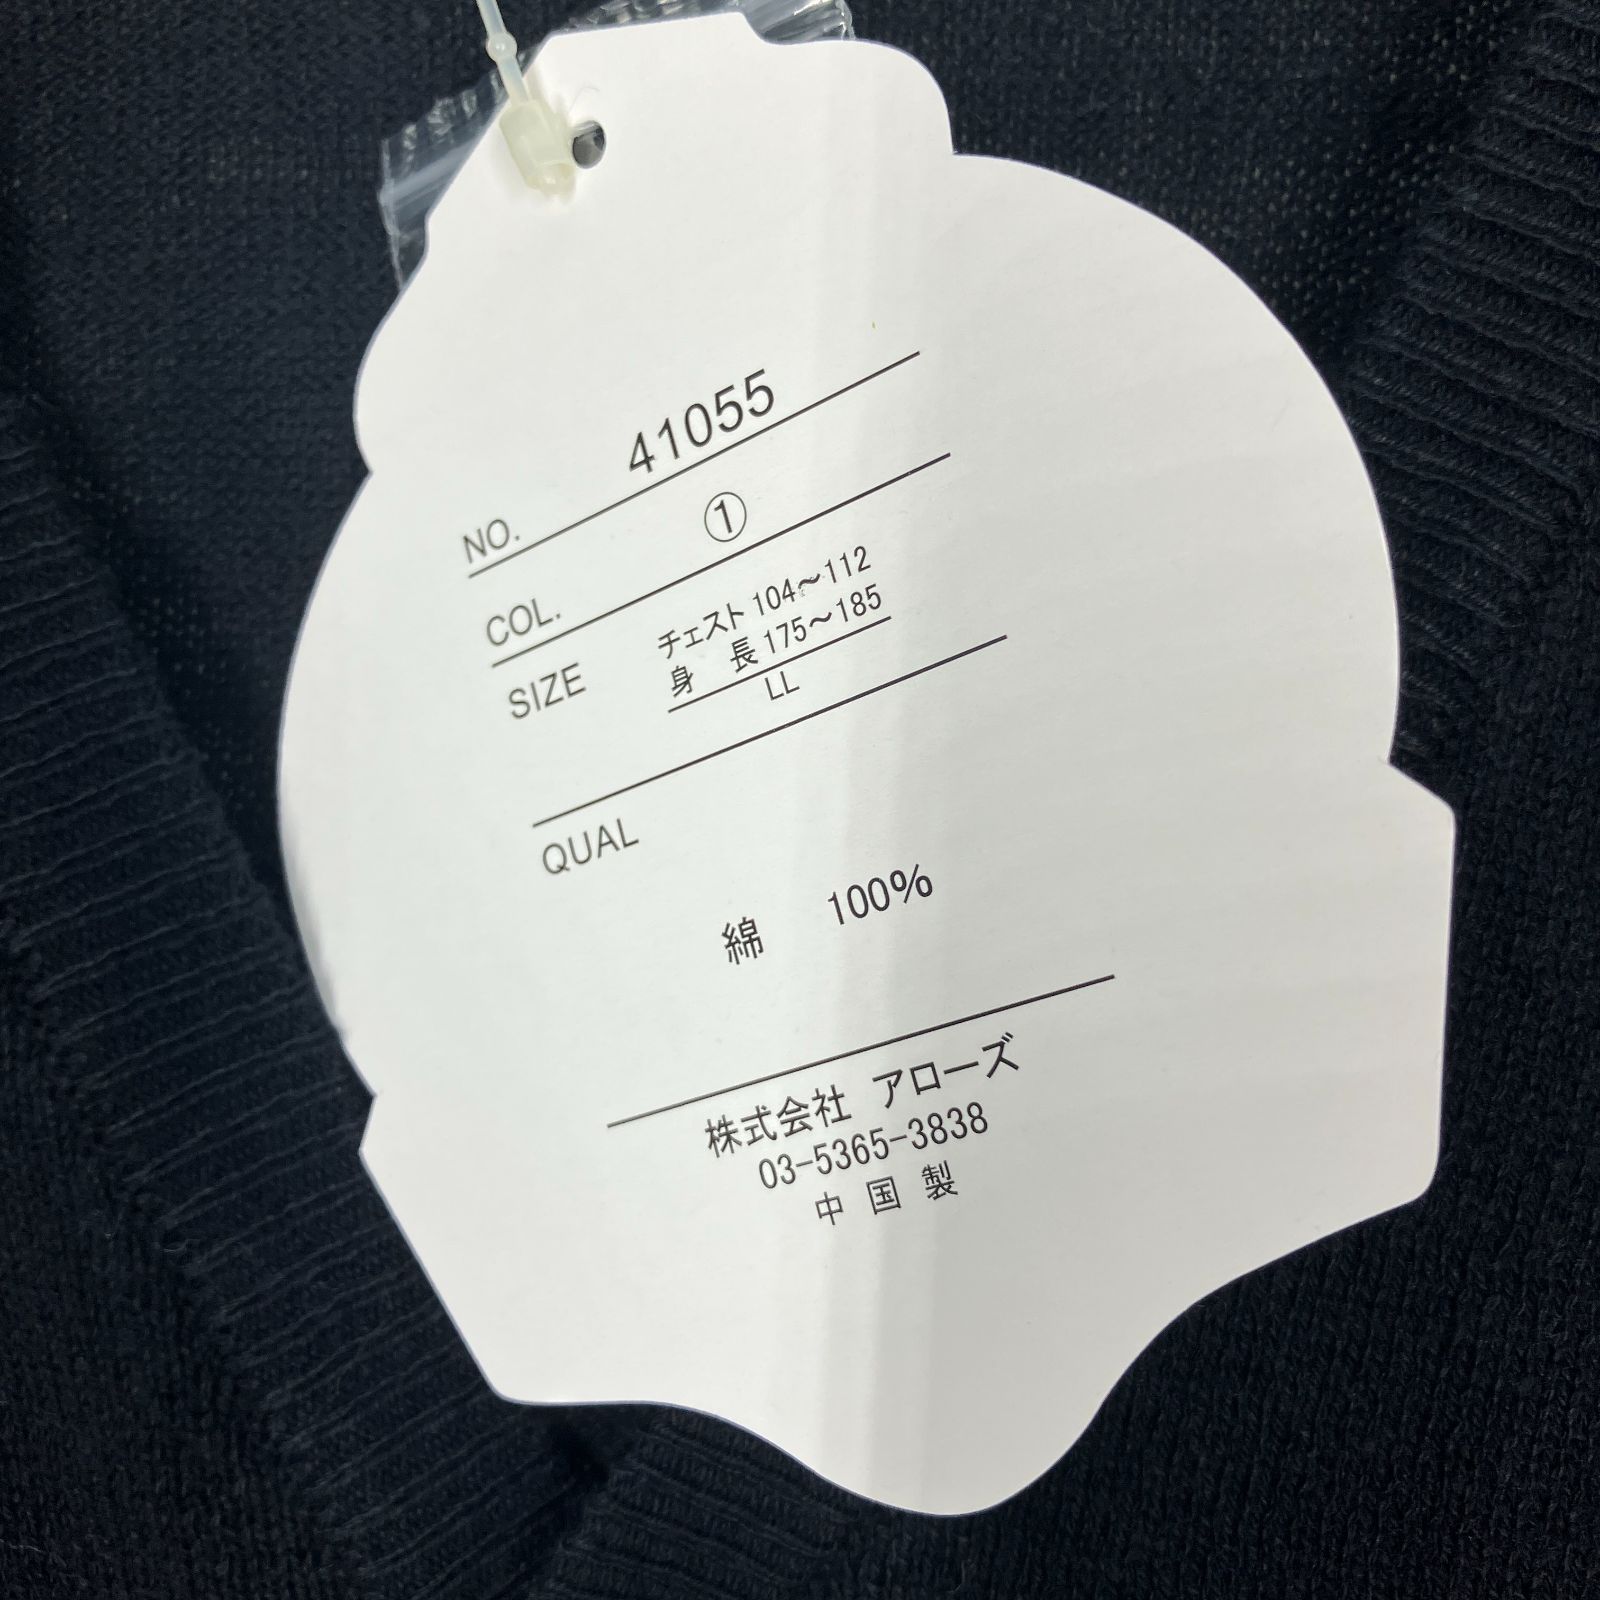 NO. 41055
COL. ①
SIZE チェスト 104〜112
身 長 175〜185
LL
QUAL
綿 100%
株式会社 アローズ
03-5365-3838
中 国 製